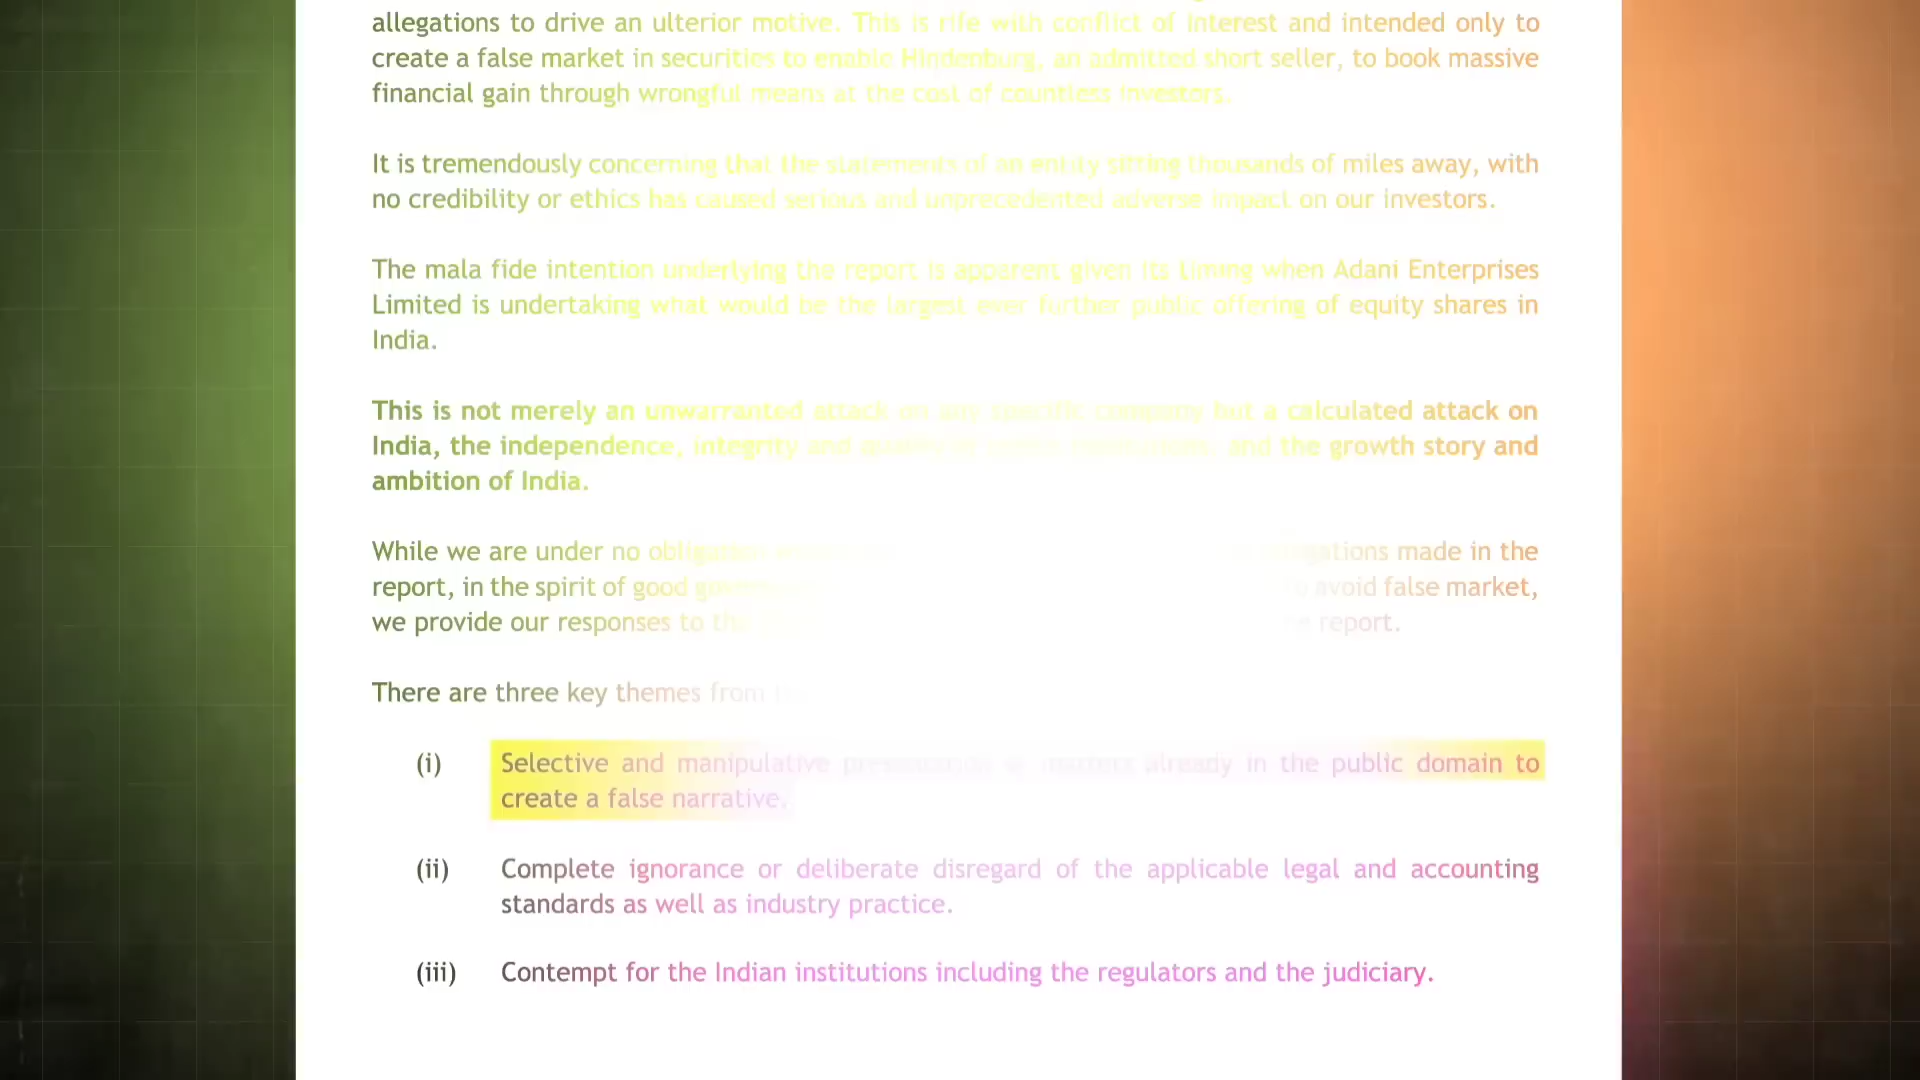 allegations to drive an ulterior motive. This is rife with conflict of interest and intended only to
create a false market in securities to enable Hindenburg, an admitted short seller, to book massive
financial gain through wrongful means at the cost of countless investors.
It is tremendously concerning that the statements of an entity sitting thousands of miles away, with
no credibility or ethics has caused serious and unprecedented adverse impact on our investors.
The mala fide intention underlying the report is apparent given its timing when Adani Enterprises
Limited is undertaking what would be the largest ever further public offering of equity shares in
India.
This is not merely an unwarranted attack on any specific company but a calculated attack on
India, the independence, integrity and and the growth story and
ambition of India.
While we are under no obligation made in the
report, in the spirit of good avoid false market,
we provide our responses to the report.
There are three key themes from
(i) Selective and manipulative presentation of matters already in the public domain to
create a false narrative.
(ii) Complete ignorance or deliberate disregard of the applicable legal and accounting
standards as well as industry practice.
(iii) Contempt for the Indian institutions including the regulators and the judiciary.